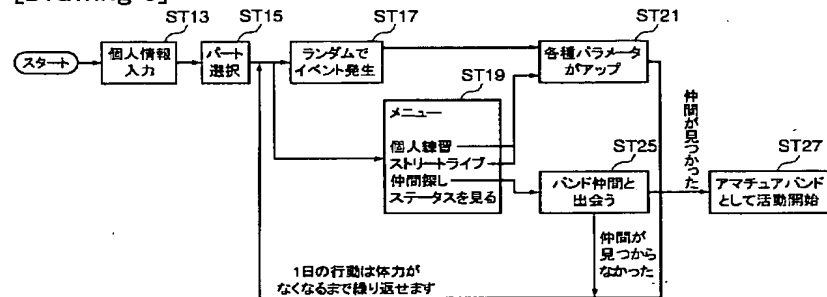 ST13
ST15
ST17
ST21
スタート
個人情報
入力
パート
選択
ランダムで
イベント発生
各種パラメータ
がアップ
ST19
メニュー
個人練習
ストリートライブ
仲間探し
ステータスを見る
ST25
バンド仲間と
出会う
仲間が見つかった
ST27
アマチュアバンド
として活動開始
仲間が
見つから
なかった
1日の行動は体力が
なくなるまで繰り返せます